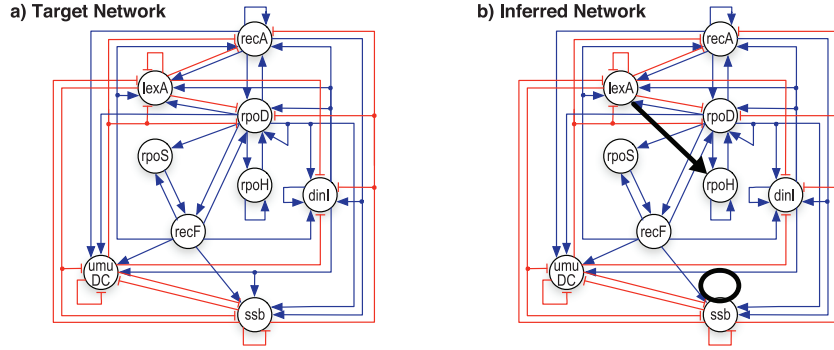 a) Target Network
recA
lexA
rpoD
rpoS
rpoH
dinI
recF
umu
DC
ssb
b) Inferred Network
recA
lexA
rpoD
rpoS
rpoH
dinI
recF
umu
DC
ssb